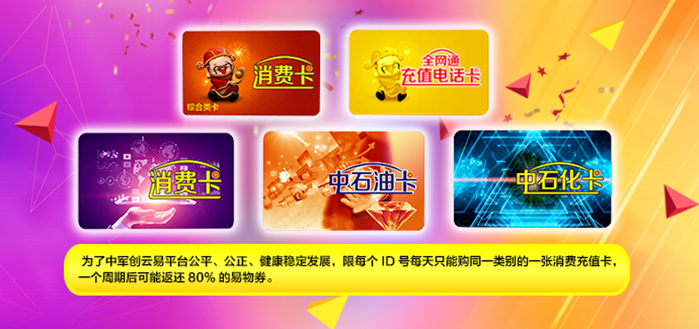 消费卡
综合类卡
全网通
充值电话卡
消费卡
中石油卡
中石化卡
为了中军创云易平台公平、公正、健康稳定发展，限每个 ID 号每天只能购同一类别的一张消费充值卡，
一个周期后可能返还 80% 的易物券。